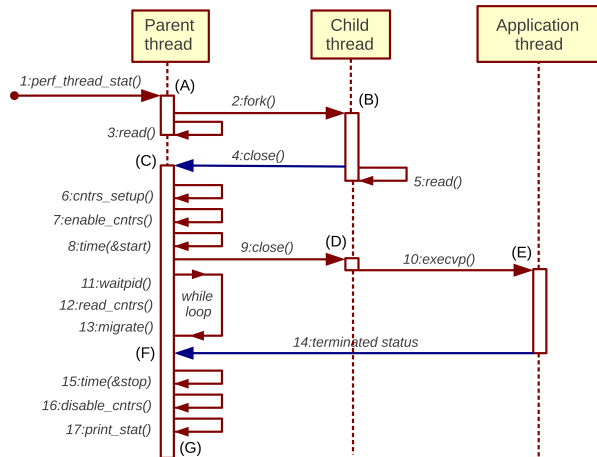 Parent
thread
Child
thread
Application
thread
1:perf_thread_stat()
(A)
2:fork()
(B)
3:read()
(C)
4:close()
5:read()
6:cntrs_setup()
7:enable_cntrs()
8:time(&start)
9:close()
(D)
10:execvp()
(E)
11:waitpid()
12:read_cntrs()
13:migrate()
while
loop
(F)
14:terminated status
15:time(&stop)
16:disable_cntrs()
17:print_stat()
(G)